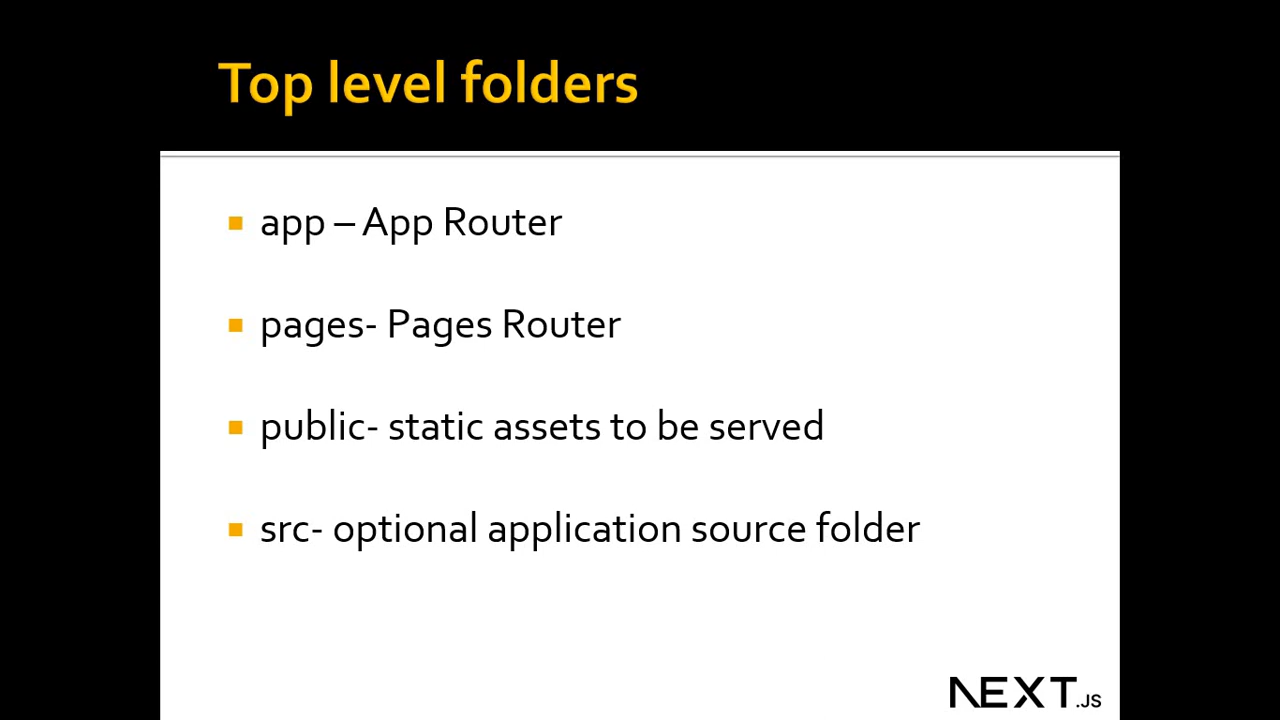 Top level folders
app – App Router
pages- Pages Router
public- static assets to be served
src- optional application source folder
NEXT.JS